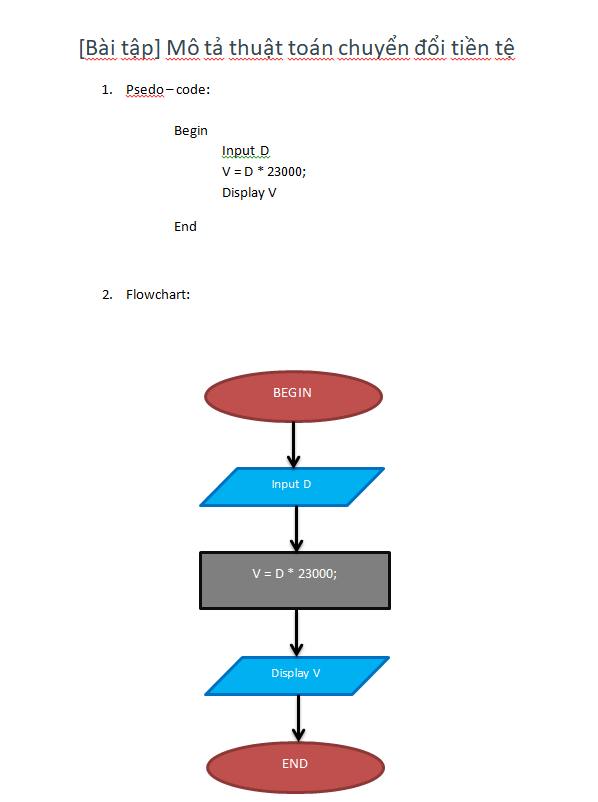 [Bài tập] Mô tả thuật toán chuyển đổi tiền tệ
1. Psedo – code:
Begin
Input D
V = D * 23000;
Display V
End
2. Flowchart:
BEGIN
Input D
V = D * 23000;
Display V
END